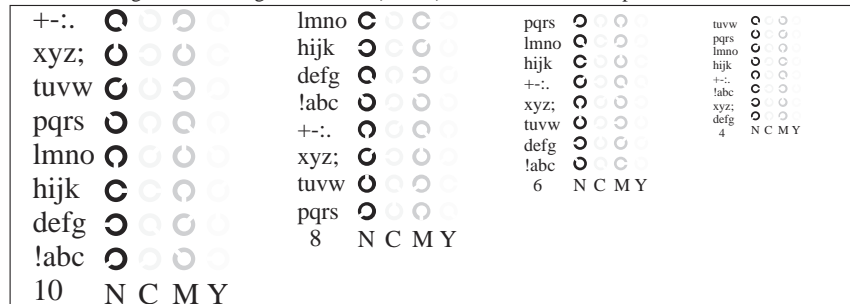 +-:.
xyz;
tuvw
pqrs
lmno
hijk
defg
!abc
10 N C M Y
lmno
hijk
defg
!abc
+-:.
xyz;
tuvw
pqrs
8 N C M Y
pqrs
lmno
hijk
+-:.
xyz;
tuvw
defg
!abc
6 N C M Y
tuvw
pqrs
lmno
hijk
+-:.
!abc
xyz;
defg
4 N C M Y